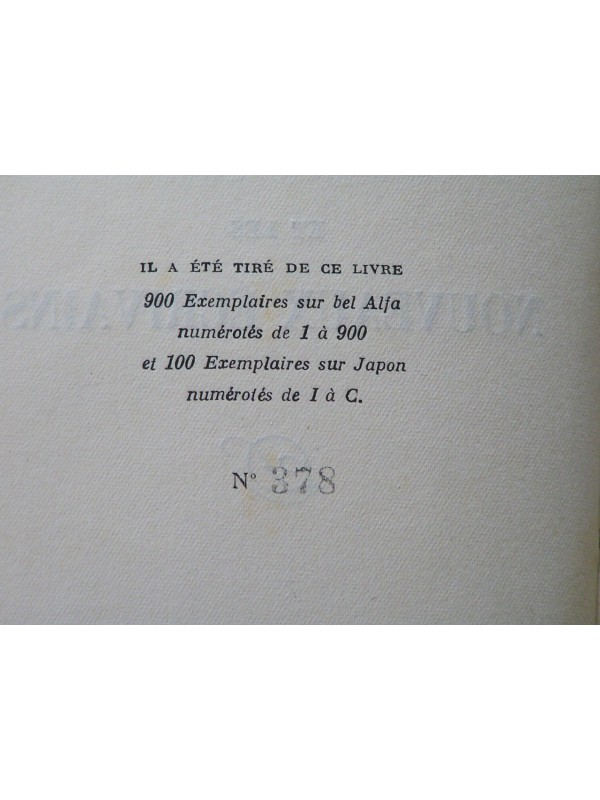 IL A ÉTÉ TIRÉ DE CE LIVRE
900 Exemplaires sur bel Alfa
numérotés de 1 à 900
et 100 Exemplaires sur Japon
numérotés de I à C.
N° 378